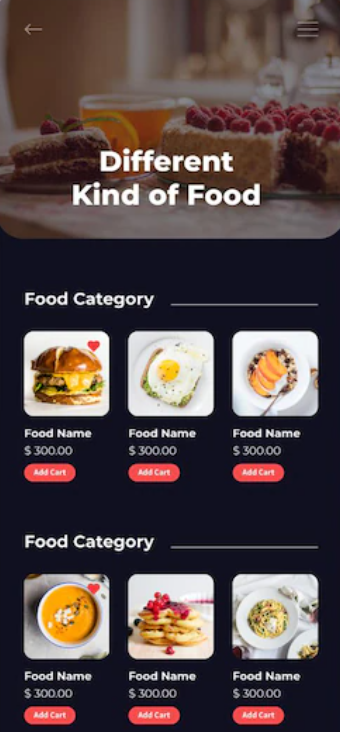 Different
Kind of Food
Food Category
Food Name Food Name Food Name
$ 300.00 $ 300.00 $ 300.00
Add Cart Add Cart Add Cart
Food Category
Food Name Food Name Food Name
$ 300.00 $ 300.00 $ 300.00
Add Cart Add Cart Add Cart